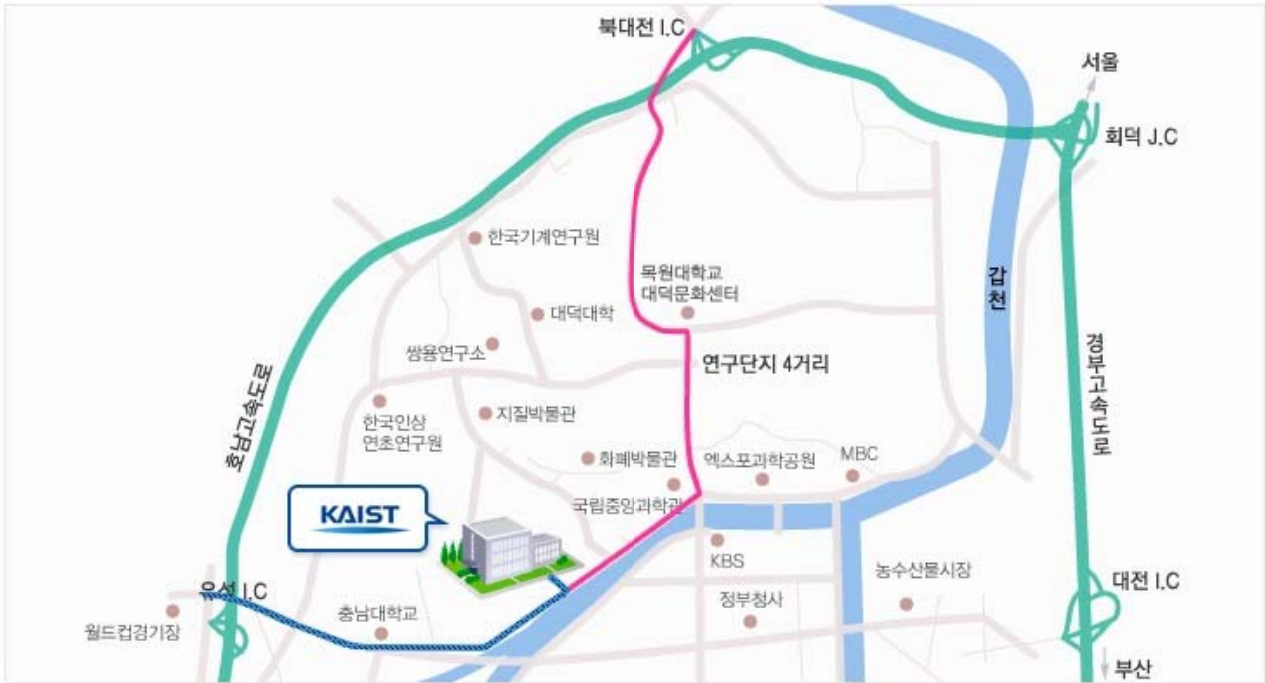 북대전 I.C
서울
회덕 J.C
한국기계연구원
목원대학교
대덕문화센터
갑천
대덕대학
쌍용연구소
연구단지 4거리
경부고속도로
호남고속도로
한국인삼
연초연구원
지질박물관
화폐박물관
엑스포과학공원
MBC
국립중앙과학관
KAIST
KBS
농수산물시장
대전 I.C
유성 I.C
정부청사
월드컵경기장
충남대학교
부산